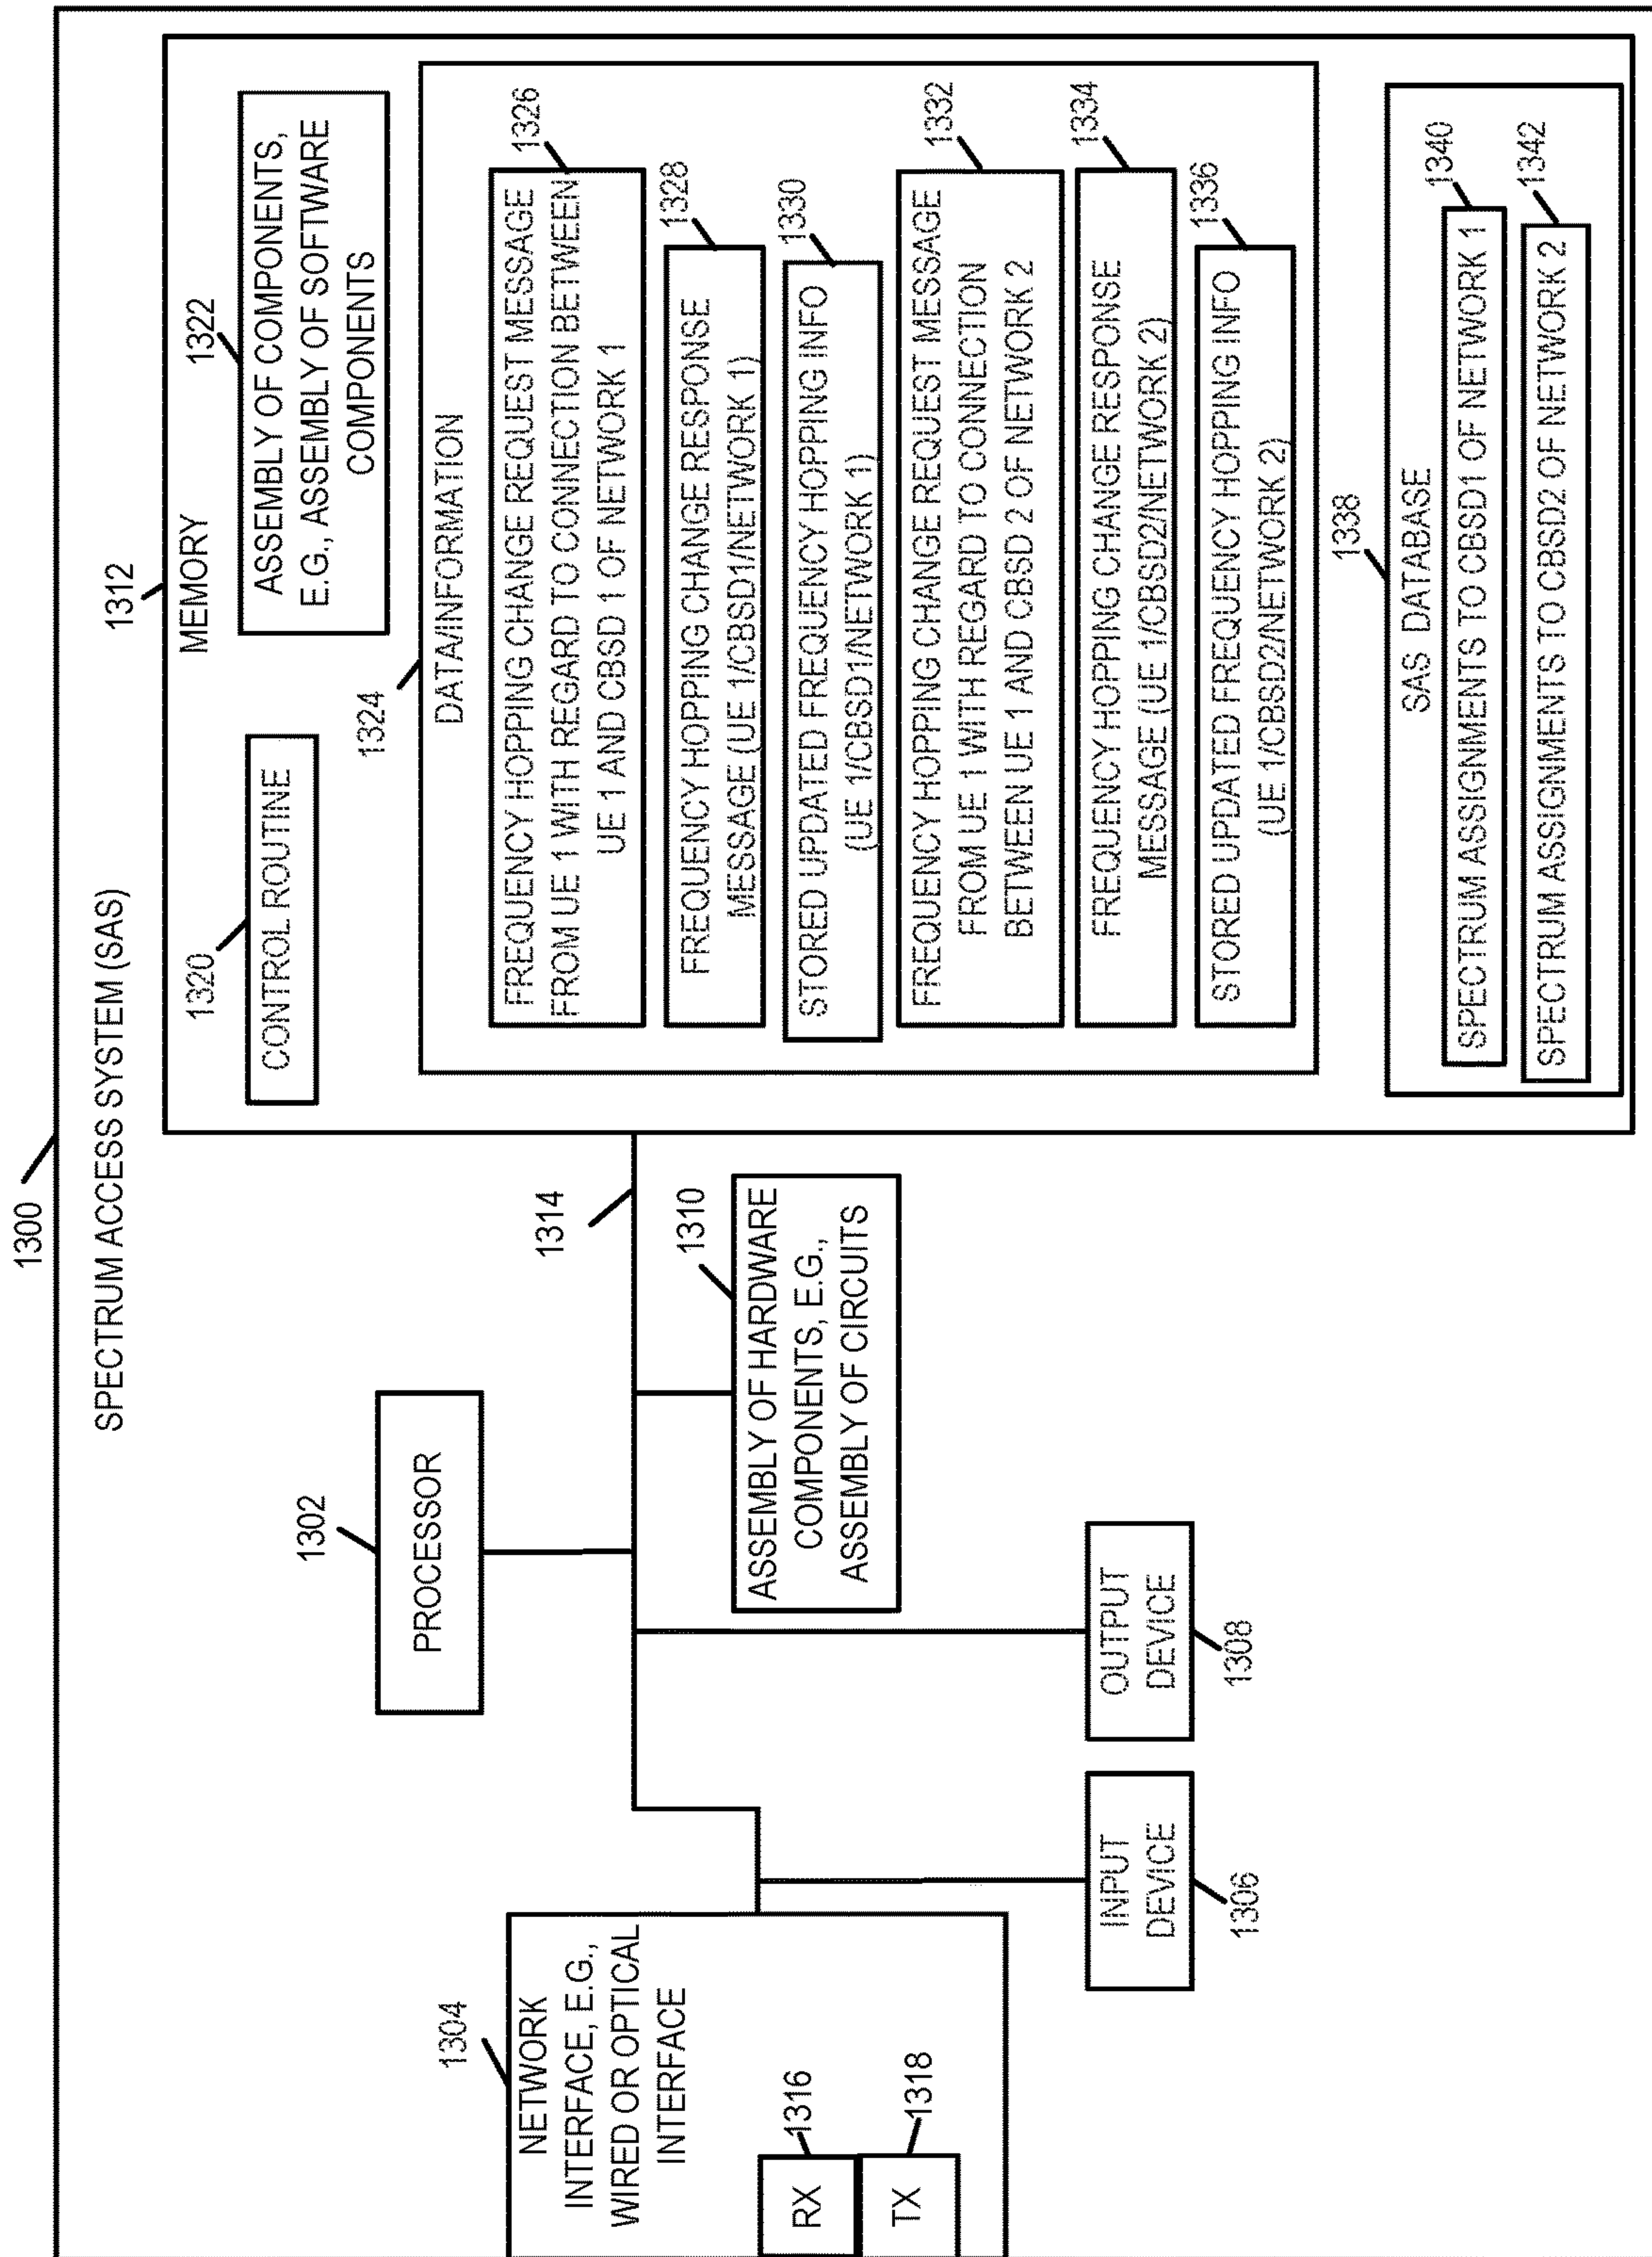 1300
SPECTRUM ACCESS SYSTEM (SAS)
1304
NETWORK
INTERFACE, E.G.,
WIRED OR OPTICAL
INTERFACE
RX
1316
TX
1318
1302
PROCESSOR
1314
1310
ASSEMBLY OF HARDWARE
COMPONENTS, E.G.,
ASSEMBLY OF CIRCUITS
INPUT
DEVICE
1306
OUTPUT
DEVICE
1308
1312
MEMORY
1320
CONTROL ROUTINE
1322
ASSEMBLY OF COMPONENTS,
E.G., ASSEMBLY OF SOFTWARE
COMPONENTS
1324
DATA/INFORMATION
1326
FREQUENCY HOPPING CHANGE REQUEST MESSAGE
FROM UE 1 WITH REGARD TO CONNECTION BETWEEN
UE 1 AND CBSD 1 OF NETWORK 1
1328
FREQUENCY HOPPING CHANGE RESPONSE
MESSAGE (UE 1/CBSD1/NETWORK 1)
1330
STORED UPDATED FREQUENCY HOPPING INFO
(UE 1/CBSD1/NETWORK 1)
1332
FREQUENCY HOPPING CHANGE REQUEST MESSAGE
FROM UE 1 WITH REGARD TO CONNECTION
BETWEEN UE 1 AND CBSD 2 OF NETWORK 2
1334
FREQUENCY HOPPING CHANGE RESPONSE
MESSAGE (UE 1/CBSD2/NETWORK 2)
1336
STORED UPDATED FREQUENCY HOPPING INFO
(UE 1/CBSD2/NETWORK 2)
1338
SAS DATABASE
1340
SPECTRUM ASSIGNMENTS TO CBSD1 OF NETWORK 1
1342
SPECTRUM ASSIGNMENTS TO CBSD2 OF NETWORK 2